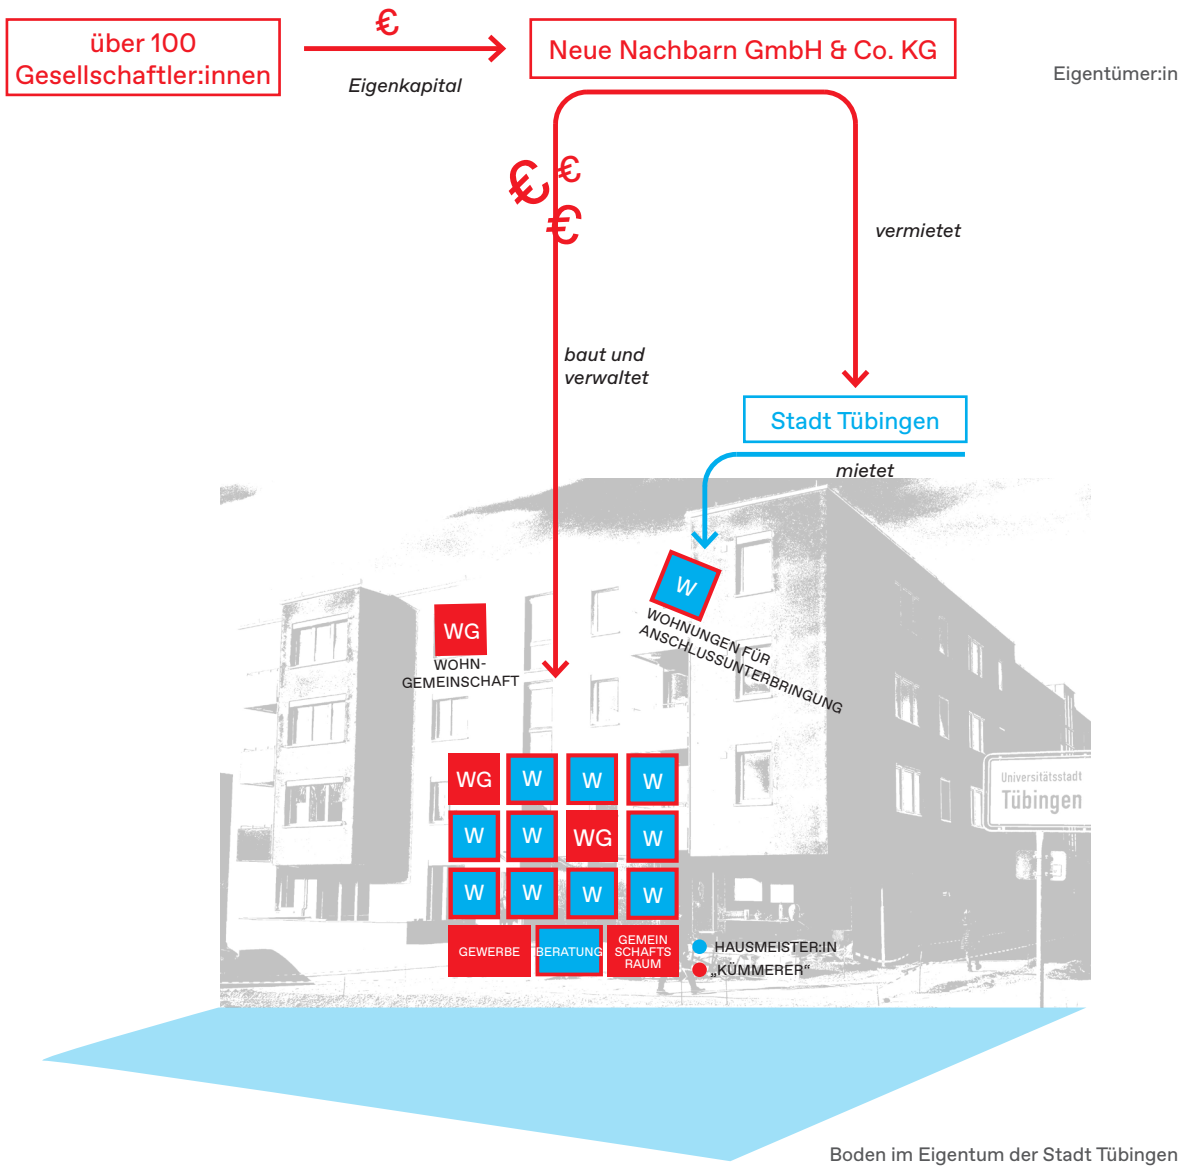 über 100
Gesellschaftler:innen
€
Eigenkapital
Neue Nachbarn GmbH & Co. KG
Eigentümer:in
€ €
€
vermietet
baut und
verwaltet
Stadt Tübingen
mietet
W
WOHNUNGEN FÜR
ANSCHLUSSUNTERBRINGUNG
WG
WOHN-
GEMEINSCHAFT
WG W W W
W W WG W
W W W W
GEWERBE
BERATUNG
GEMEIN
SCHAFTS
RAUM
HAUSMEISTER:IN
„KÜMMERER“
Universitätsstadt
Tübingen
Boden im Eigentum der Stadt Tübingen